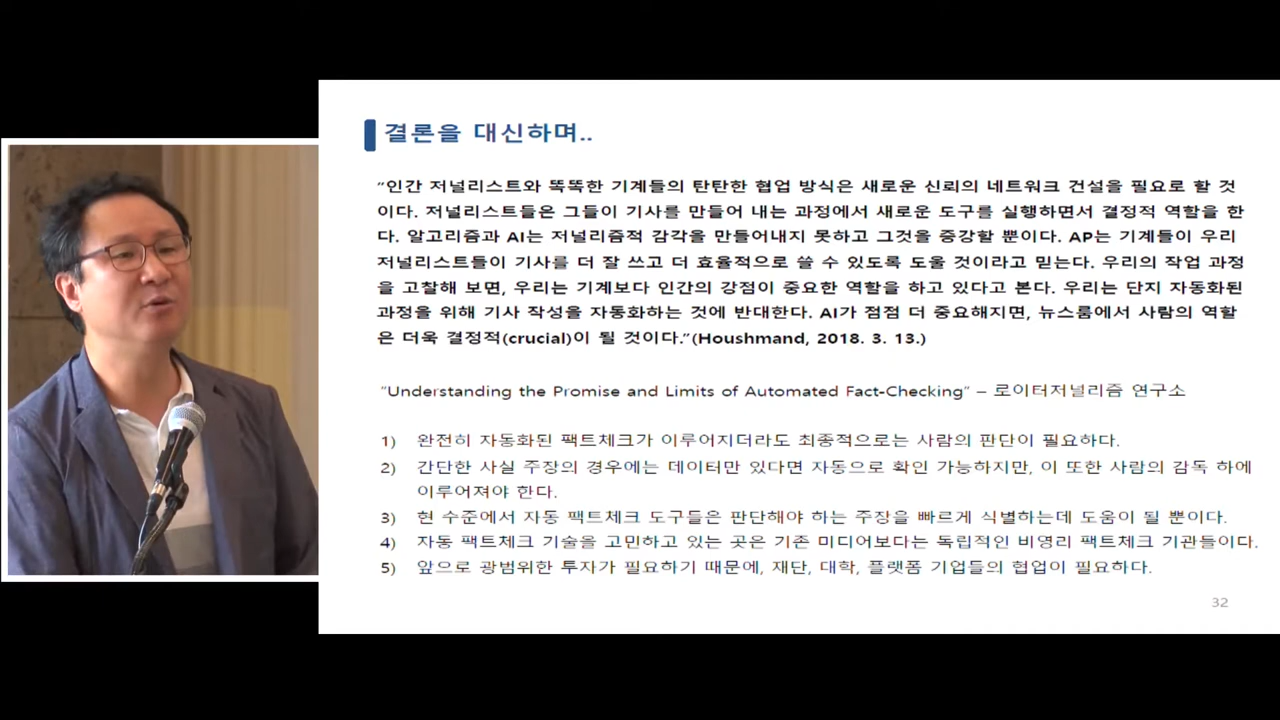 결론을 대신하며..
"인간 저널리스트와 똑똑한 기계들의 탄탄한 협업 방식은 새로운 신뢰의 네트워크 건설을 필요로 할 것
이다. 저널리스트들은 그들이 기사를 만들어 내는 과정에서 새로운 도구를 실행하면서 결정적 역할을 한
다. 알고리즘과 AI는 저널리즘적 감각을 만들어내지 못하고 그것을 증강할 뿐이다. AP는 기계들이 우리
저널리스트들이 기사를 더 잘 쓰고 더 효율적으로 쓸 수 있도록 도울 것이라고 믿는다. 우리의 작업 과정
을 고찰해 보면, 우리는 기계보다 인간의 강점이 중요한 역할을 하고 있다고 본다. 우리는 단지 자동화된
과정을 위해 기사 작성을 자동화하는 것에 반대한다. AI가 점점 더 중요해지면, 뉴스룸에서 사람의 역할
은 더욱 결정적(crucial)이 될 것이다."(Houshmand, 2018. 3. 13.)
"Understanding the Promise and Limits of Automated Fact-Checking" – 로이터저널리즘 연구소
1) 완전히 자동화된 팩트체크가 이루어지더라도 최종적으로는 사람의 판단이 필요하다.
2) 간단한 사실 주장의 경우에는 데이터만 있다면 자동으로 확인 가능하지만, 이 또한 사람의 감독 하에
이루어져야 한다.
3) 현 수준에서 자동 팩트체크 도구들은 판단해야 하는 주장을 빠르게 식별하는데 도움이 될 뿐이다.
4) 자동 팩트체크 기술을 고민하고 있는 곳은 기존 미디어보다는 독립적인 비영리 팩트체크 기관들이다.
5) 앞으로 광범위한 투자가 필요하기 때문에, 재단, 대학, 플랫폼 기업들의 협업이 필요하다.
32